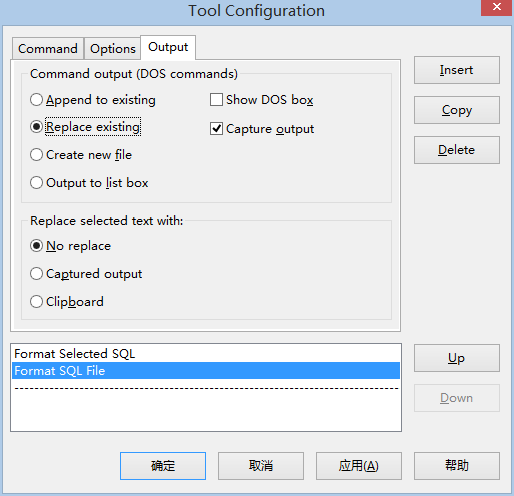 Tool Configuration
Command
Options
Output
Command output (DOS commands)
Append to existing
Show DOS box
Replace existing
Capture output
Create new file
Output to list box
Replace selected text with:
No replace
Captured output
Clipboard
Insert
Copy
Delete
Format Selected SQL
Format SQL File
Up
Down
确定
取消
应用(A)
帮助